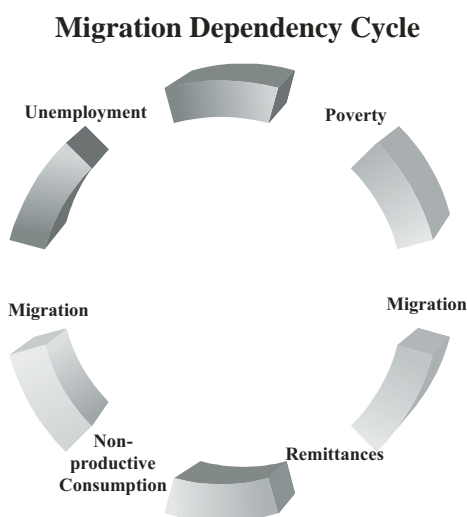 Migration Dependency Cycle
Unemployment
Poverty
Migration
Migration
Non-
productive
Consumption
Remittances